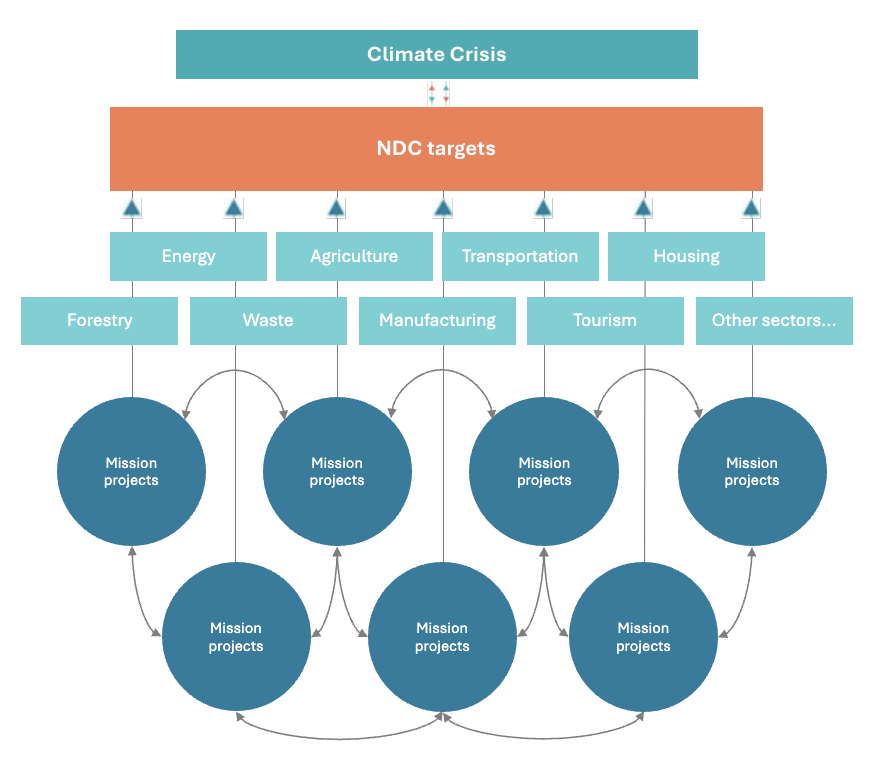 Climate Crisis
NDC targets
Energy
Agriculture
Transportation
Housing
Forestry
Waste
Manufacturing
Tourism
Other sectors...
Mission
projects
Mission
projects
Mission
projects
Mission
projects
Mission
projects
Mission
projects
Mission
projects